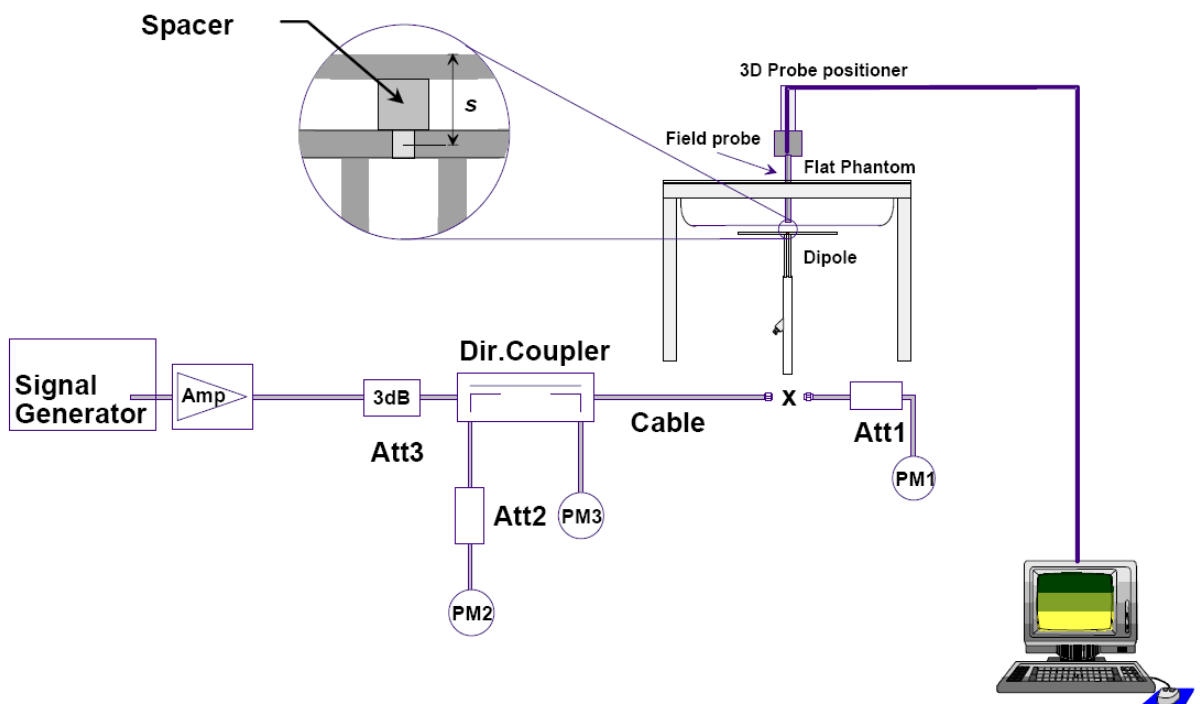 Spacer
s
3D Probe positioner
Field probe
Flat Phantom
Dipole
Signal
Generator
Amp
3dB
Att3
Dir.Coupler
Cable
x
Att1
PM1
Att2
PM3
PM2